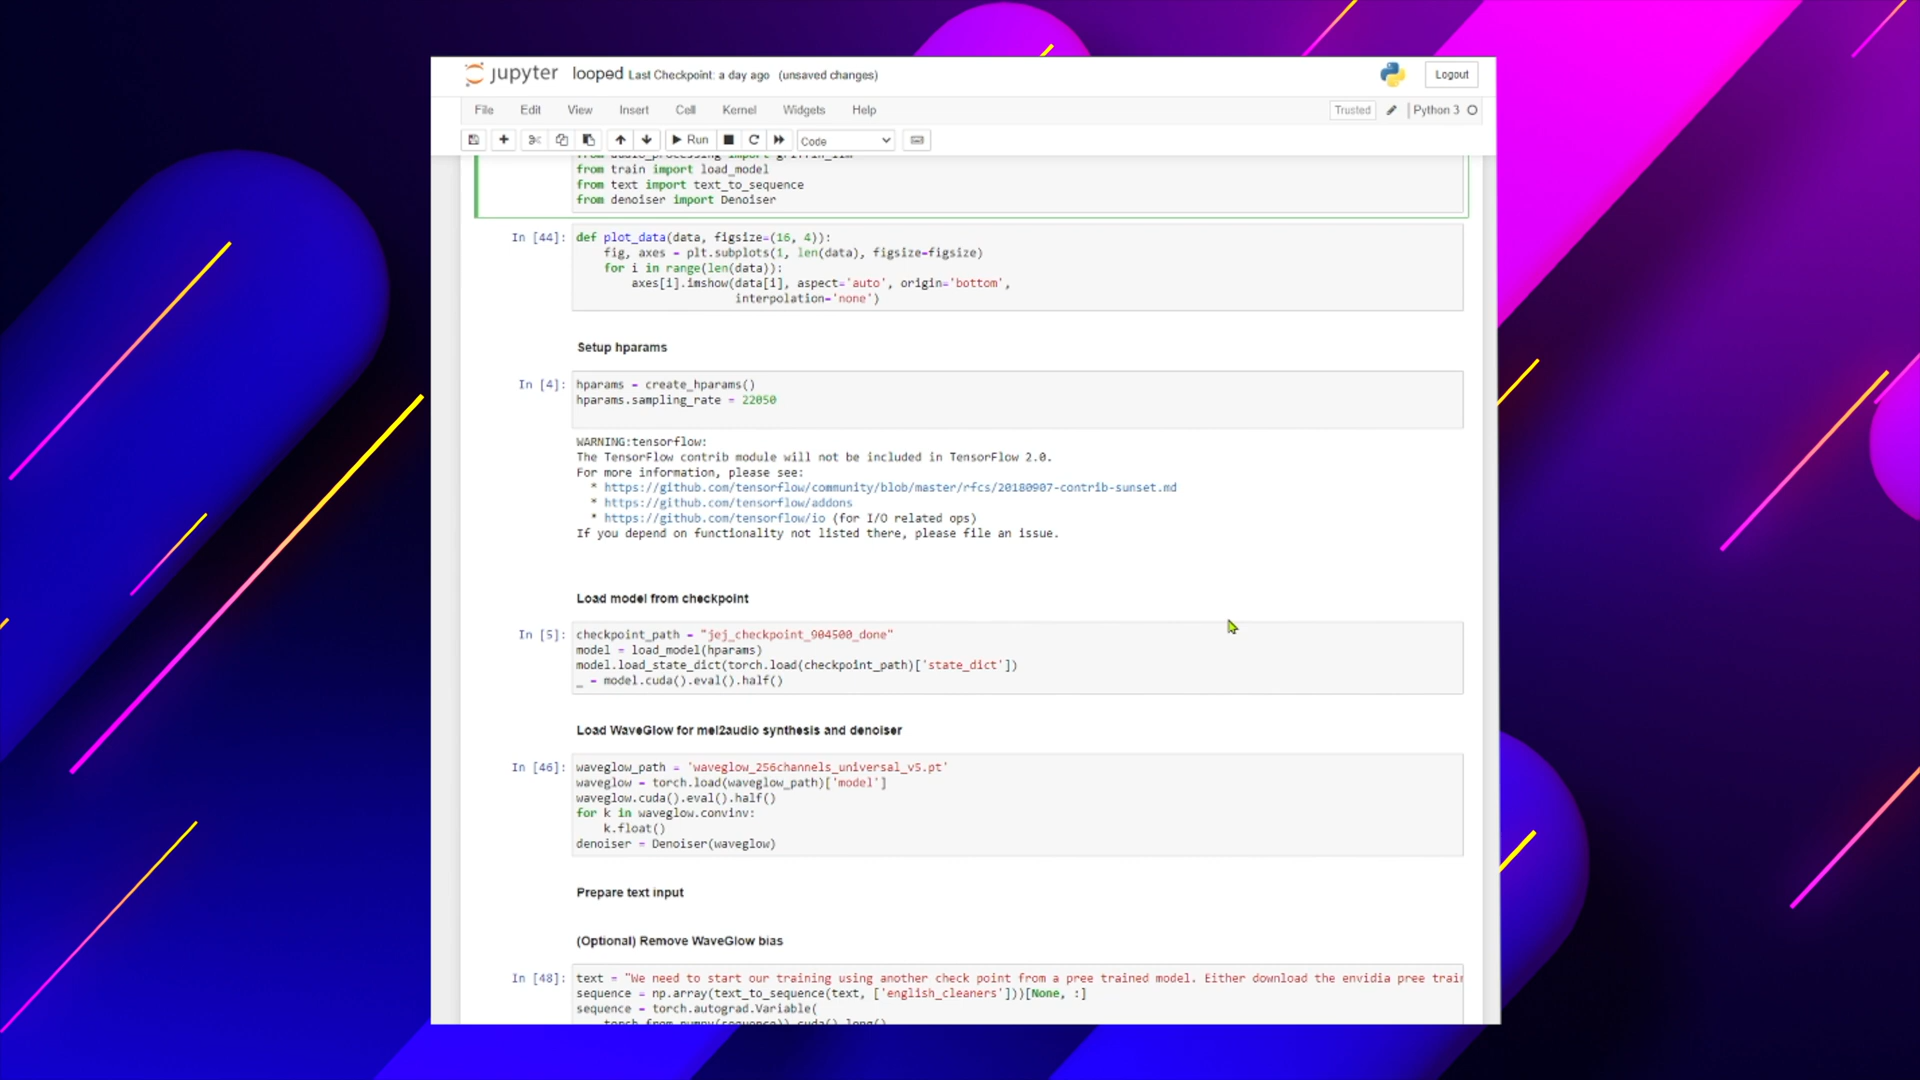 jupyter looped Last Checkpoint: a day ago (unsaved changes) Logout
File Edit View Insert Cell Kernel Widgets Help Trusted Python 3
Run Code
from audio_processing import griffin_lim
from train import load_model
from text import text_to_sequence
from denoiser import Denoiser
In [44]: def plot_data(data, figsize=(16, 4)):
fig, axes = plt.subplots(1, len(data), figsize=figsize)
for i in range(len(data)):
axes[i].imshow(data[i], aspect='auto', origin='bottom',
interpolation='none')
Setup hparams
In [4]: hparams = create_hparams()
hparams.sampling_rate = 22050
WARNING:tensorflow:
The TensorFlow contrib module will not be included in TensorFlow 2.0.
For more information, please see:
* https://github.com/tensorflow/community/blob/master/rfcs/20180907-contrib-sunset.md
* https://github.com/tensorflow/addons
* https://github.com/tensorflow/io (for I/O related ops)
If you depend on functionality not listed there, please file an issue.
Load model from checkpoint
In [5]: checkpoint_path = "jej_checkpoint_904500_done"
model = load_model(hparams)
model.load_state_dict(torch.load(checkpoint_path)['state_dict'])
_ = model.cuda().eval().half()
Load WaveGlow for mel2audio synthesis and denoiser
In [46]: waveglow_path = 'waveglow_256channels_universal_v5.pt'
waveglow = torch.load(waveglow_path)['model']
waveglow.cuda().eval().half()
for k in waveglow.convinv:
k.float()
denoiser = Denoiser(waveglow)
Prepare text input
(Optional) Remove WaveGlow bias
In [48]: text = "We need to start our training using another check point from a pree trained model. Either download the envidia pree train
sequence = np.array(text_to_sequence(text, ['english_cleaners']))[None, :]
sequence = torch.autograd.Variable(
torch.from_numpy(sequence)).cuda().long()